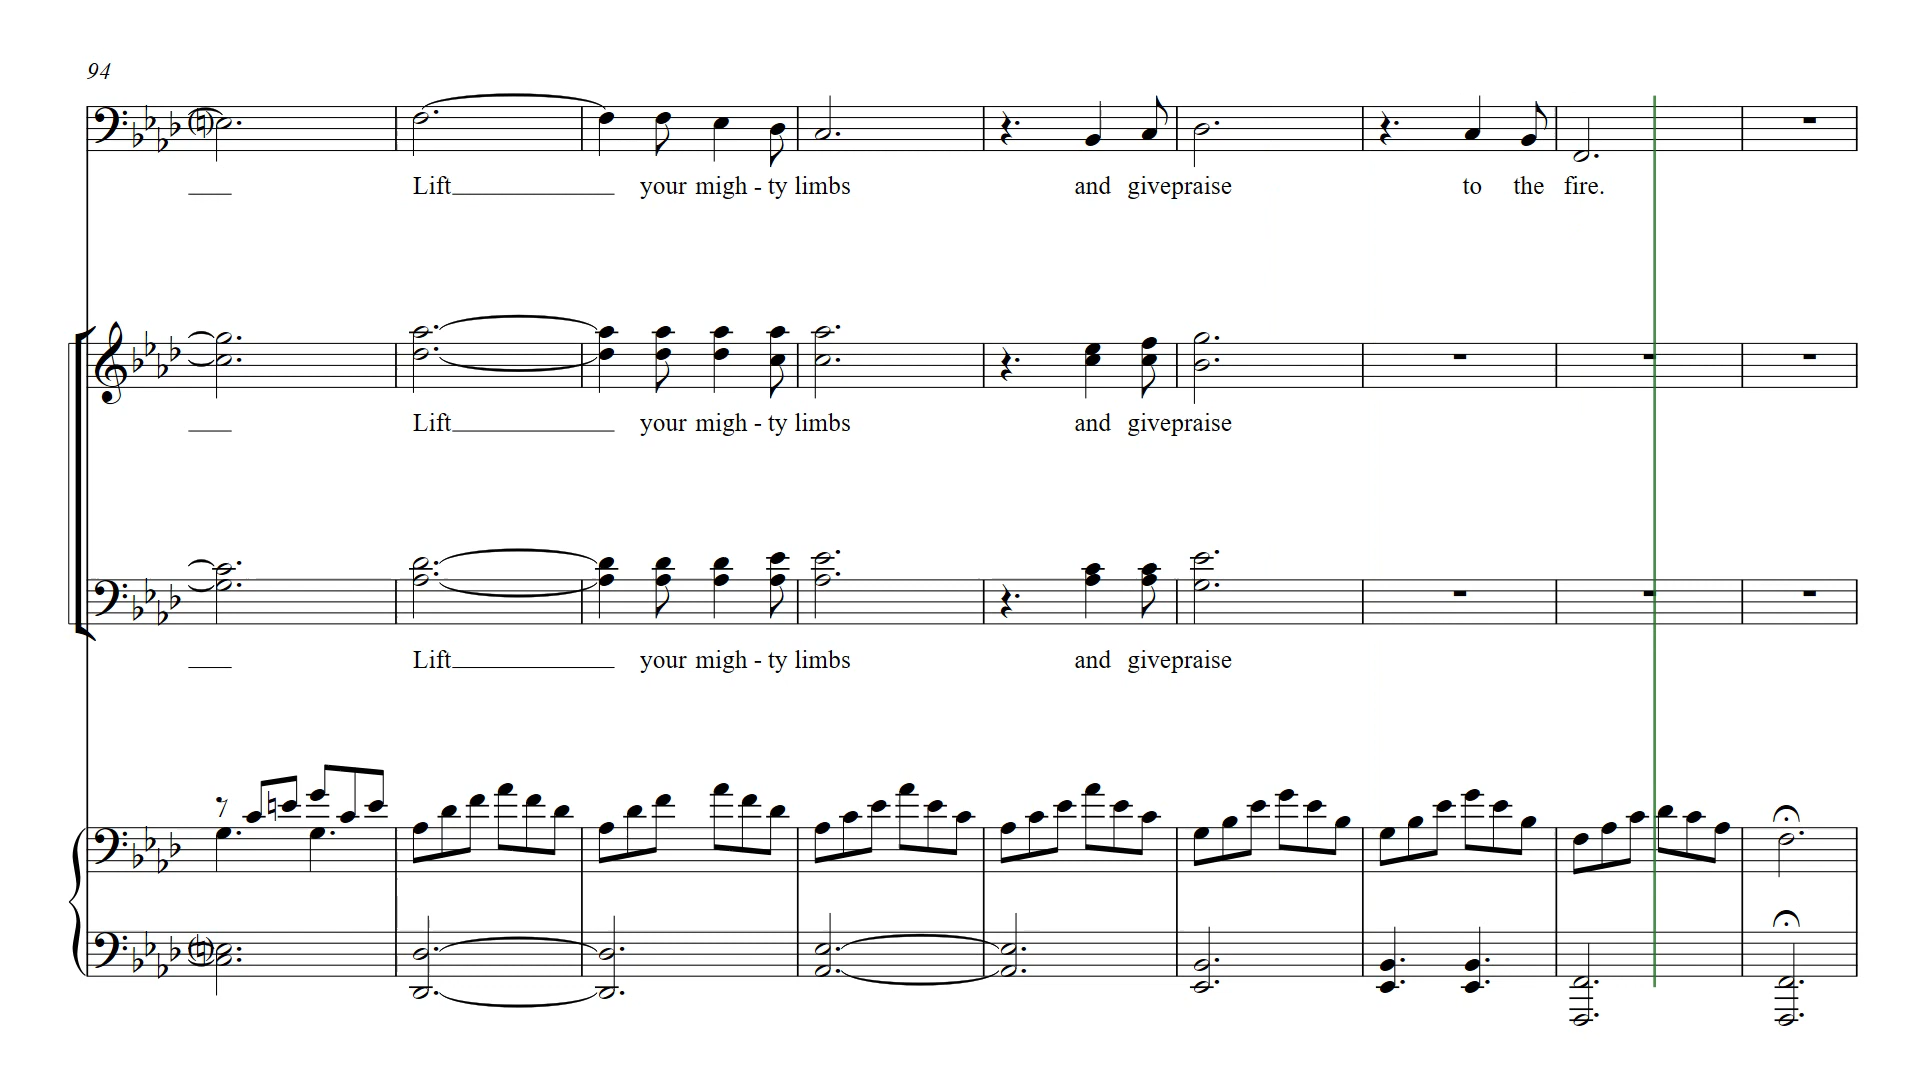 94
Lift your migh - ty limbs and givepraise to the fire.
Lift your migh - ty limbs and givepraise
Lift your migh - ty limbs and givepraise